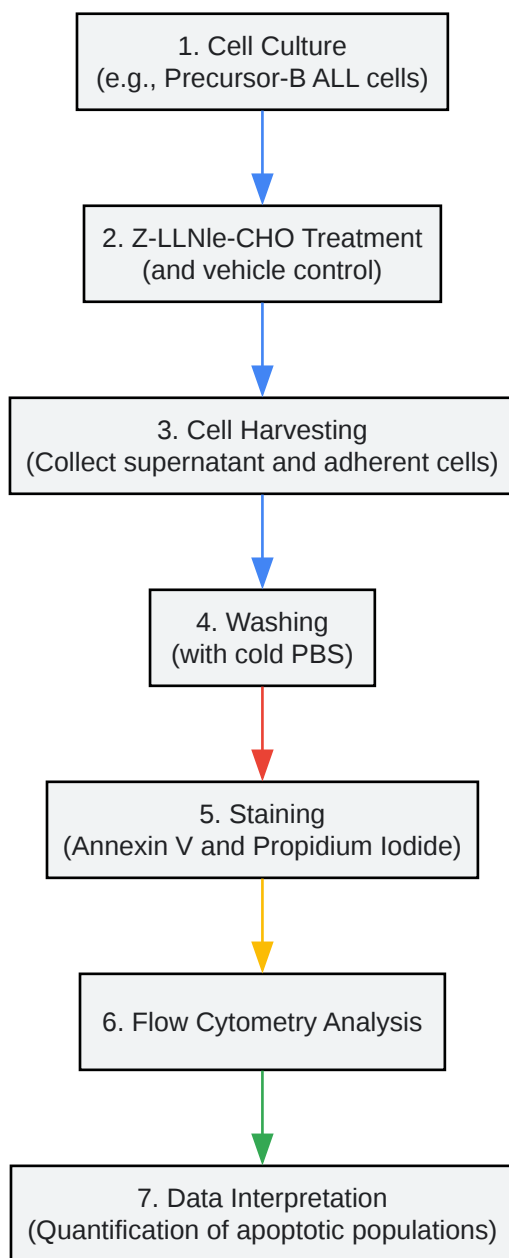 1. Cell Culture
(e.g., Precursor-B ALL cells)
2. Z-LLNle-CHO Treatment
(and vehicle control)
3. Cell Harvesting
(Collect supernatant and adherent cells)
4. Washing
(with cold PBS)
5. Staining
(Annexin V and Propidium Iodide)
6. Flow Cytometry Analysis
7. Data Interpretation
(Quantification of apoptotic populations)